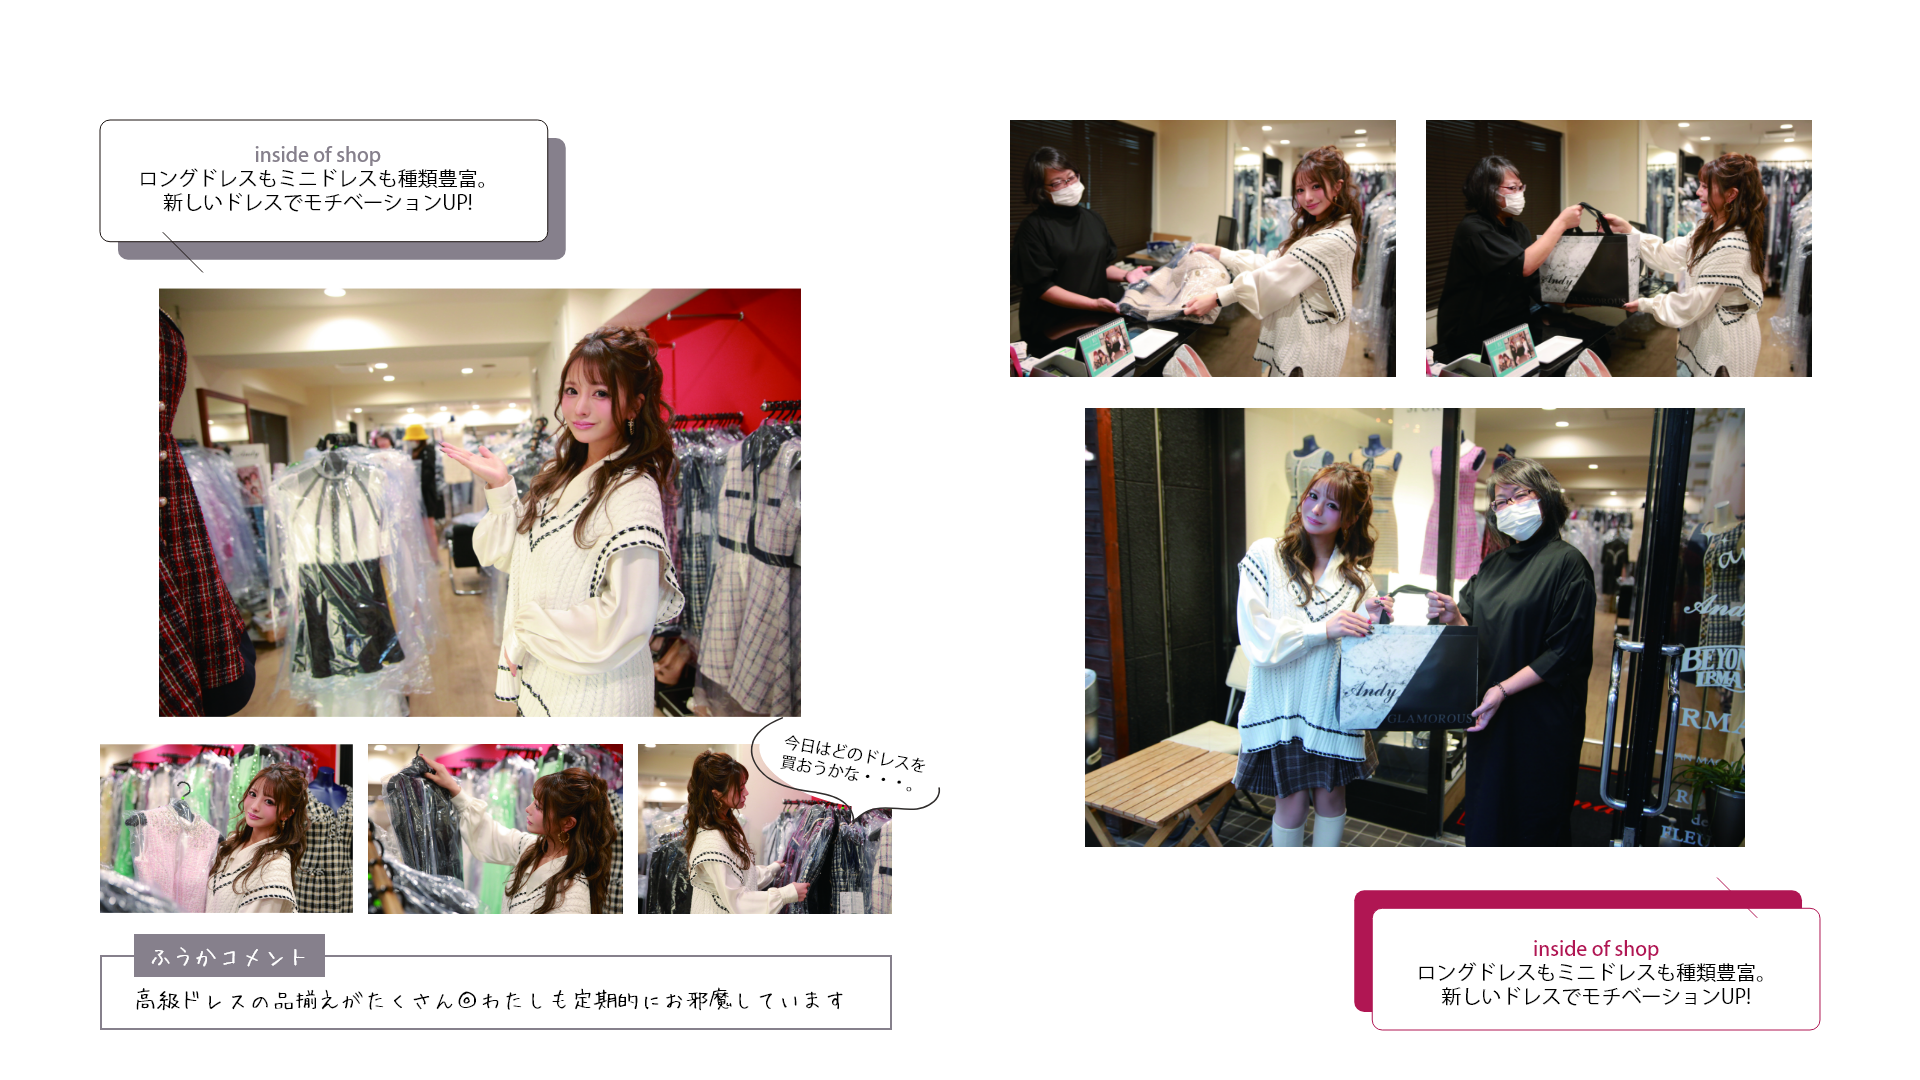 inside of shop
ロングドレスもミニドレスも種類豊富。
新しいドレスでモチベーションUP!
今日はどのドレスを
買おうかな・・・。
ふうかコメント
高級ドレスの品揃えがたくさん◎わたしも定期的にお邪魔しています
Andy
Andy
GLAMOROUS
Andy
BEYON
IRMA
RMA
FLEU
inside of shop
ロングドレスもミニドレスも種類豊富。
新しいドレスでモチベーションUP!